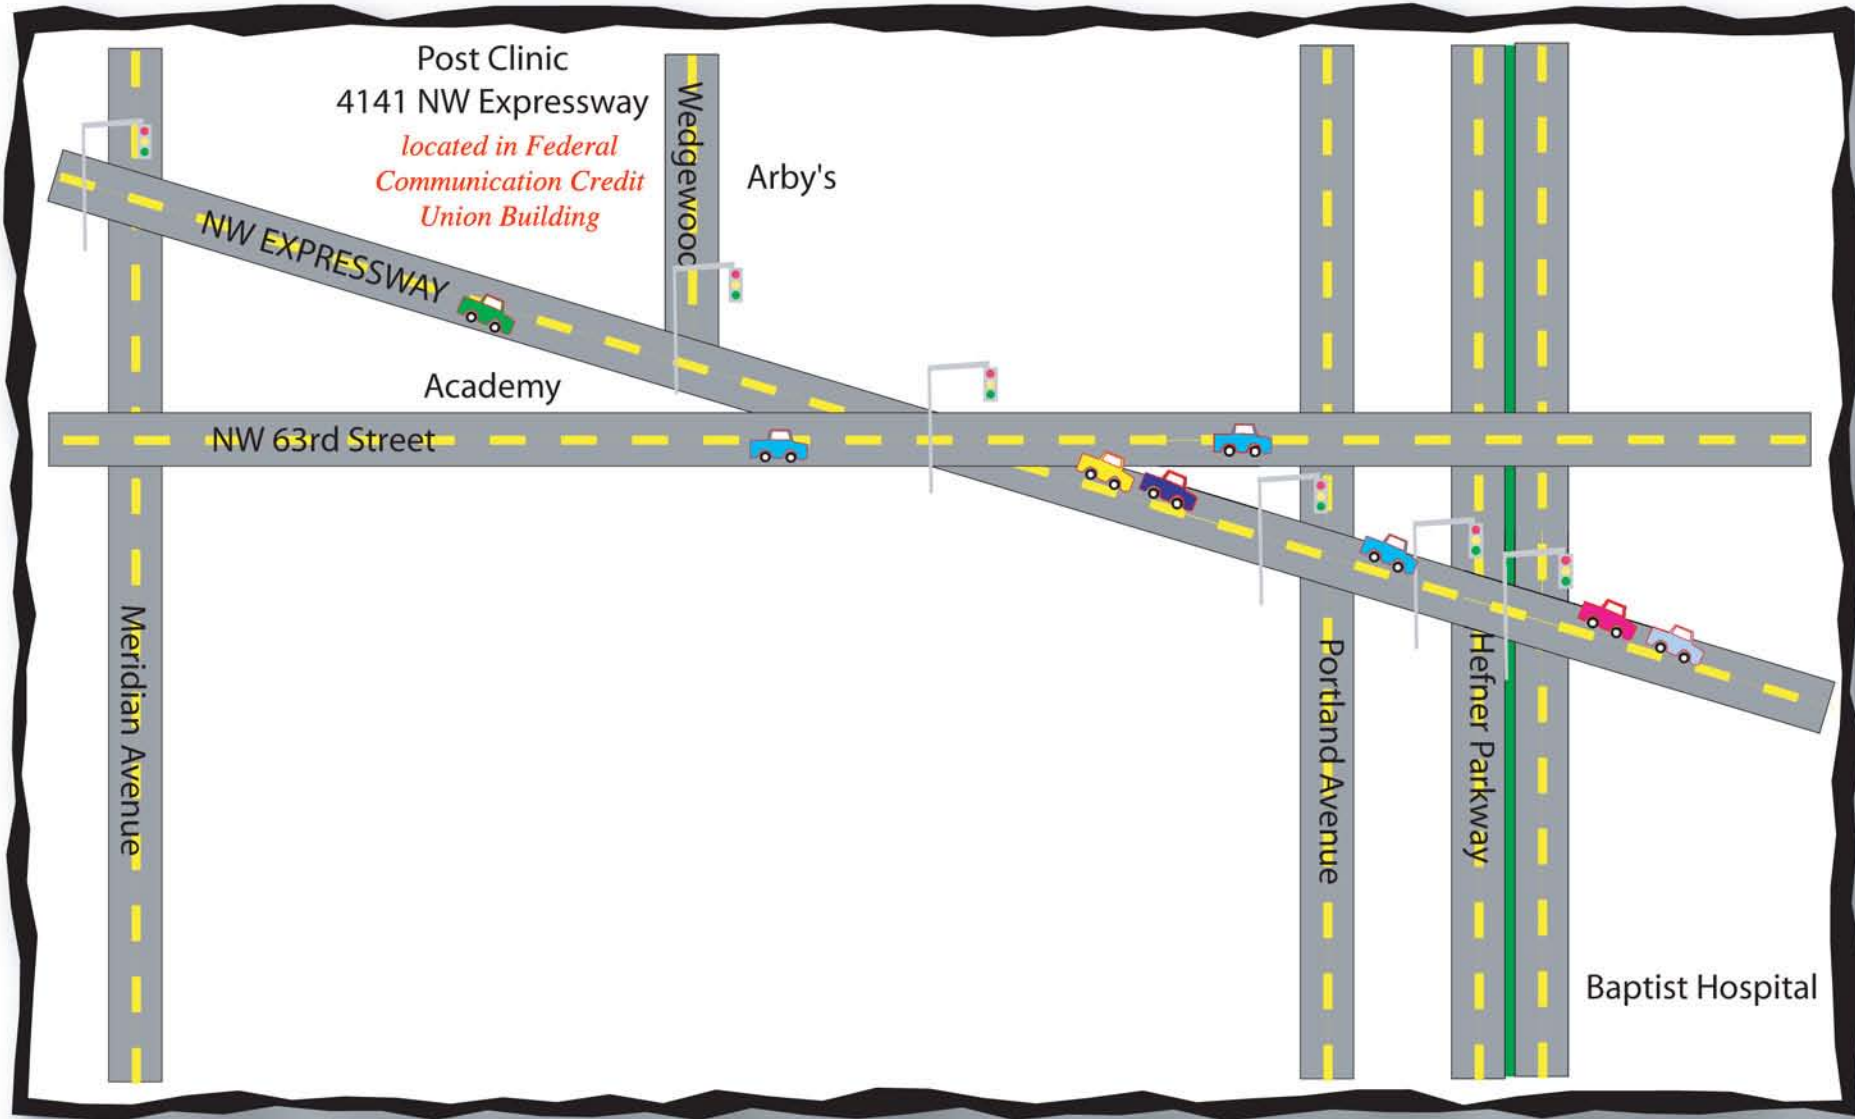 Post Clinic
4141 NW Expressway
located in Federal
Communication Credit
Union Building
Wedgewood
Arby's
NW EXPRESSWAY
Academy
NW 63rd Street
Meridian Avenue
Portland Avenue
Hefner Parkway
Baptist Hospital